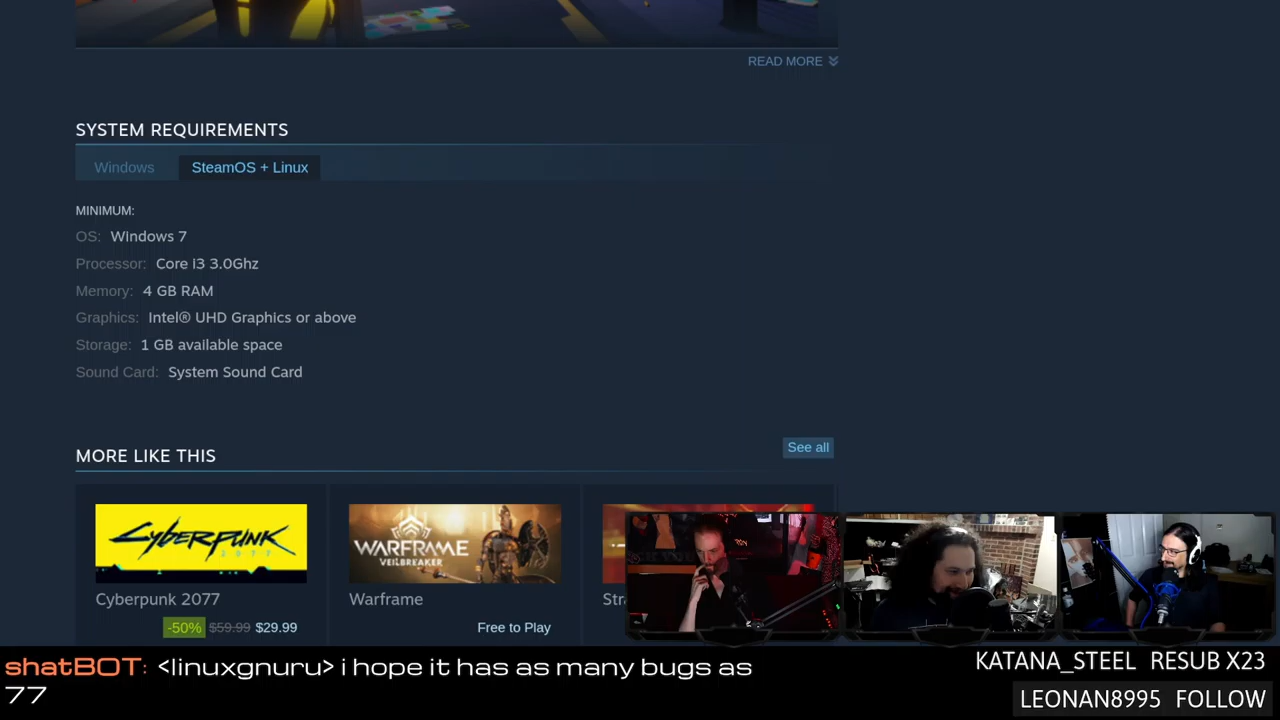 READ MORE
SYSTEM REQUIREMENTS
Windows
SteamOS + Linux
MINIMUM:
OS: Windows 7
Processor: Core i3 3.0Ghz
Memory: 4 GB RAM
Graphics: Intel® UHD Graphics or above
Storage: 1 GB available space
Sound Card: System Sound Card
MORE LIKE THIS
See all
CYBERPUNK
2077
WARFRAME
VEILBREAKER
Cyberpunk 2077
Warframe
Str
-50% $59.99 $29.99
Free to Play
shatBOT: <linuxgnuru> i hope it has as many bugs as
77
KATANA_STEEL RESUB X23
LEONAN8995 FOLLOW